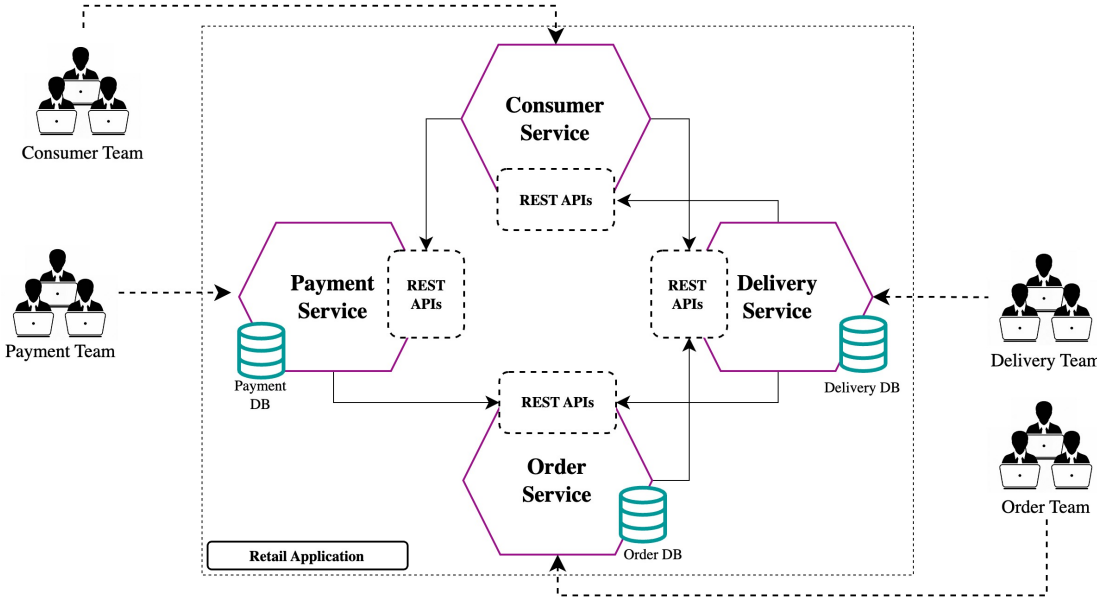 Consumer
Service
REST APIs
Consumer Team
Payment
Service
REST
APIs
Payment
DB
Payment Team
REST
APIs
Delivery
Service
Delivery DB
Delivery Team
REST APIs
Order
Service
Order DB
Order Team
Retail Application